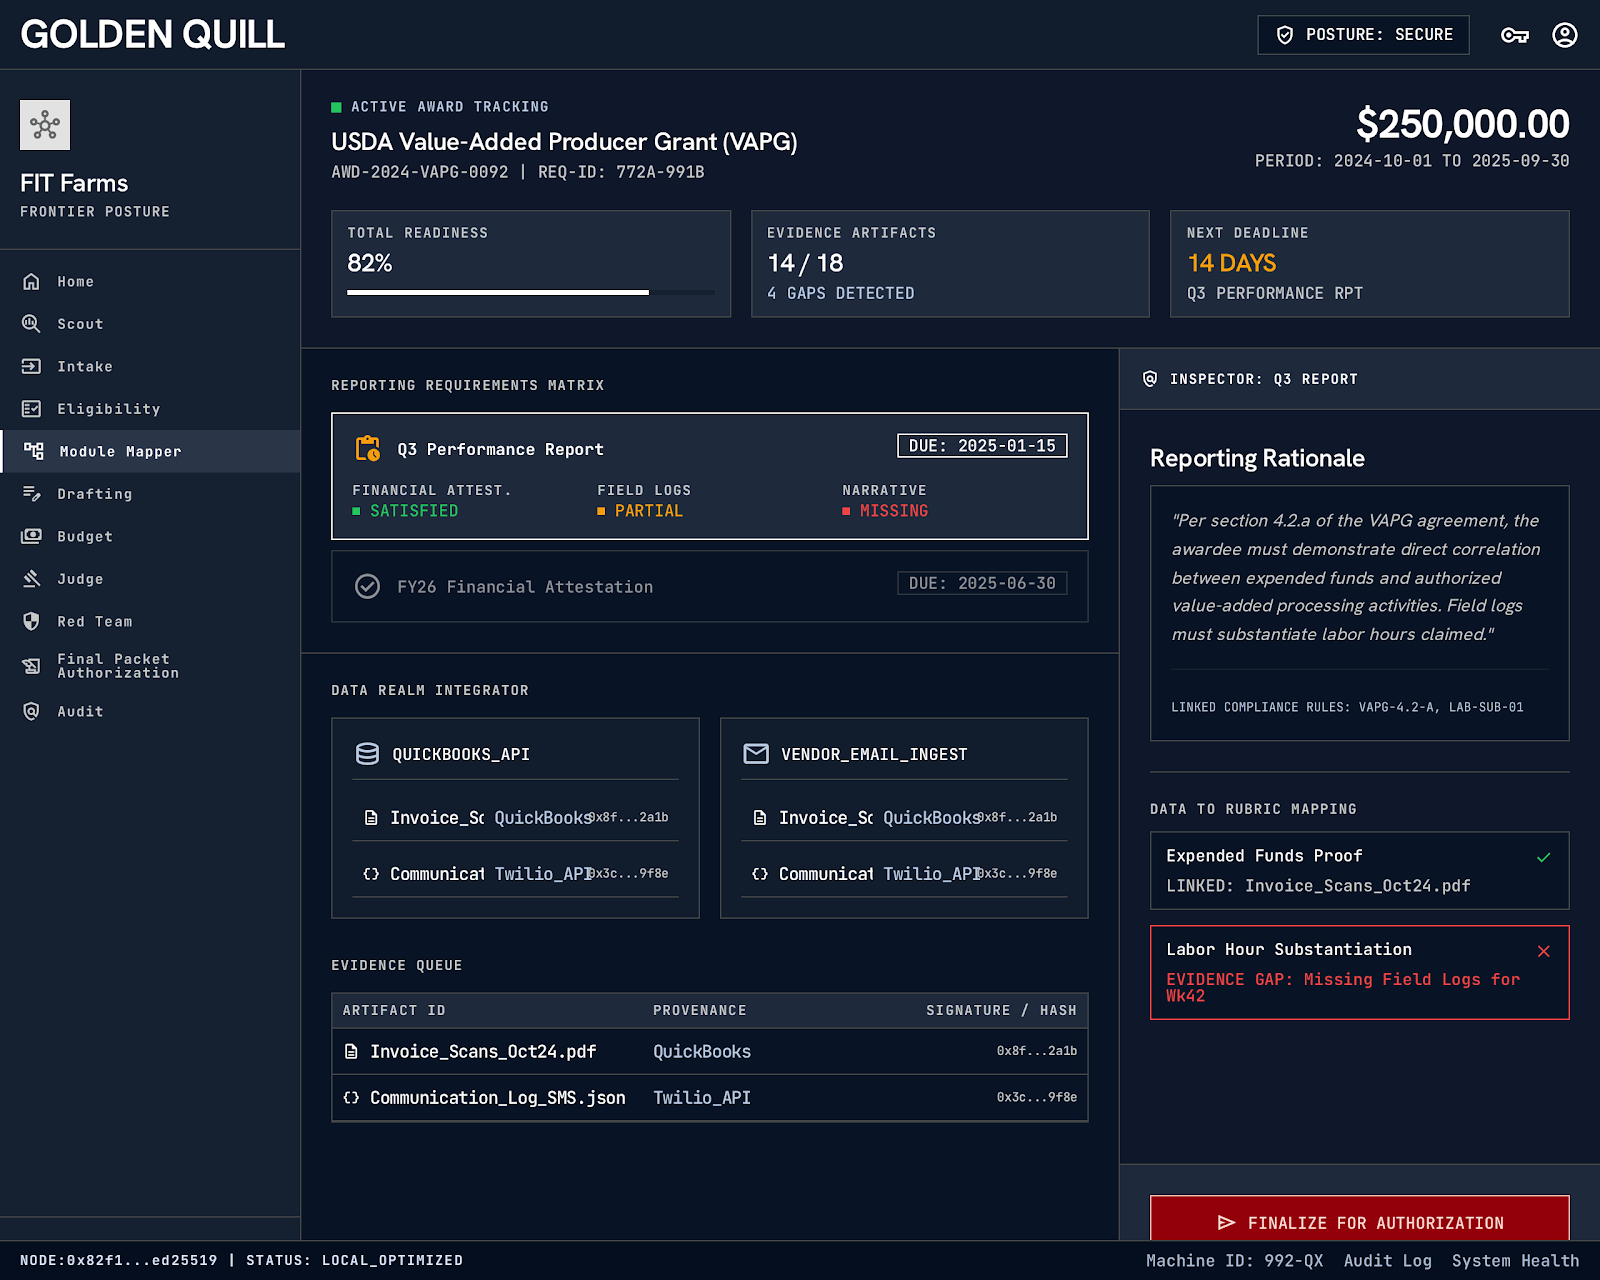 GOLDEN QUILL
POSTURE: SECURE
FIT Farms
FRONTIER POSTURE
Home
Scout
Intake
Eligibility
Module Mapper
Drafting
Budget
Judge
Red Team
Final Packet
Authorization
Audit
ACTIVE AWARD TRACKING
USDA Value-Added Producer Grant (VAPG)
AWD-2024-VAPG-0092 | REQ-ID: 772A-991B
$250,000.00
PERIOD: 2024-10-01 TO 2025-09-30
TOTAL READINESS
82%
EVIDENCE ARTIFACTS
14 / 18
4 GAPS DETECTED
NEXT DEADLINE
14 DAYS
Q3 PERFORMANCE RPT
REPORTING REQUIREMENTS MATRIX
Q3 Performance Report
DUE: 2025-01-15
FINANCIAL ATTEST.
SATISFIED
FIELD LOGS
PARTIAL
NARRATIVE
MISSING
FY26 Financial Attestation
DUE: 2025-06-30
DATA REALM INTEGRATOR
QUICKBOOKS_API
Invoice_Sc QuickBooks 0x8f...2a1b
Communicat Twilio_API 0x3c...9f8e
VENDOR_EMAIL_INGEST
Invoice_Sc QuickBooks 0x8f...2a1b
Communicat Twilio_API 0x3c...9f8e
EVIDENCE QUEUE
ARTIFACT ID PROVENANCE SIGNATURE / HASH
Invoice_Scans_Oct24.pdf QuickBooks 0x8f...2a1b
Communication_Log_SMS.json Twilio_API 0x3c...9f8e
INSPECTOR: Q3 REPORT
Reporting Rationale
"Per section 4.2.a of the VAPG agreement, the
awardee must demonstrate direct correlation
between expended funds and authorized
value-added processing activities. Field logs
must substantiate labor hours claimed."
LINKED COMPLIANCE RULES: VAPG-4.2-A, LAB-SUB-01
DATA TO RUBRIC MAPPING
Expended Funds Proof
LINKED: Invoice_Scans_Oct24.pdf
Labor Hour Substantiation
EVIDENCE GAP: Missing Field Logs for
Wk42
FINALIZE FOR AUTHORIZATION
NODE:0x82f1...ed25519 | STATUS: LOCAL_OPTIMIZED
Machine ID: 992-QX Audit Log System Health